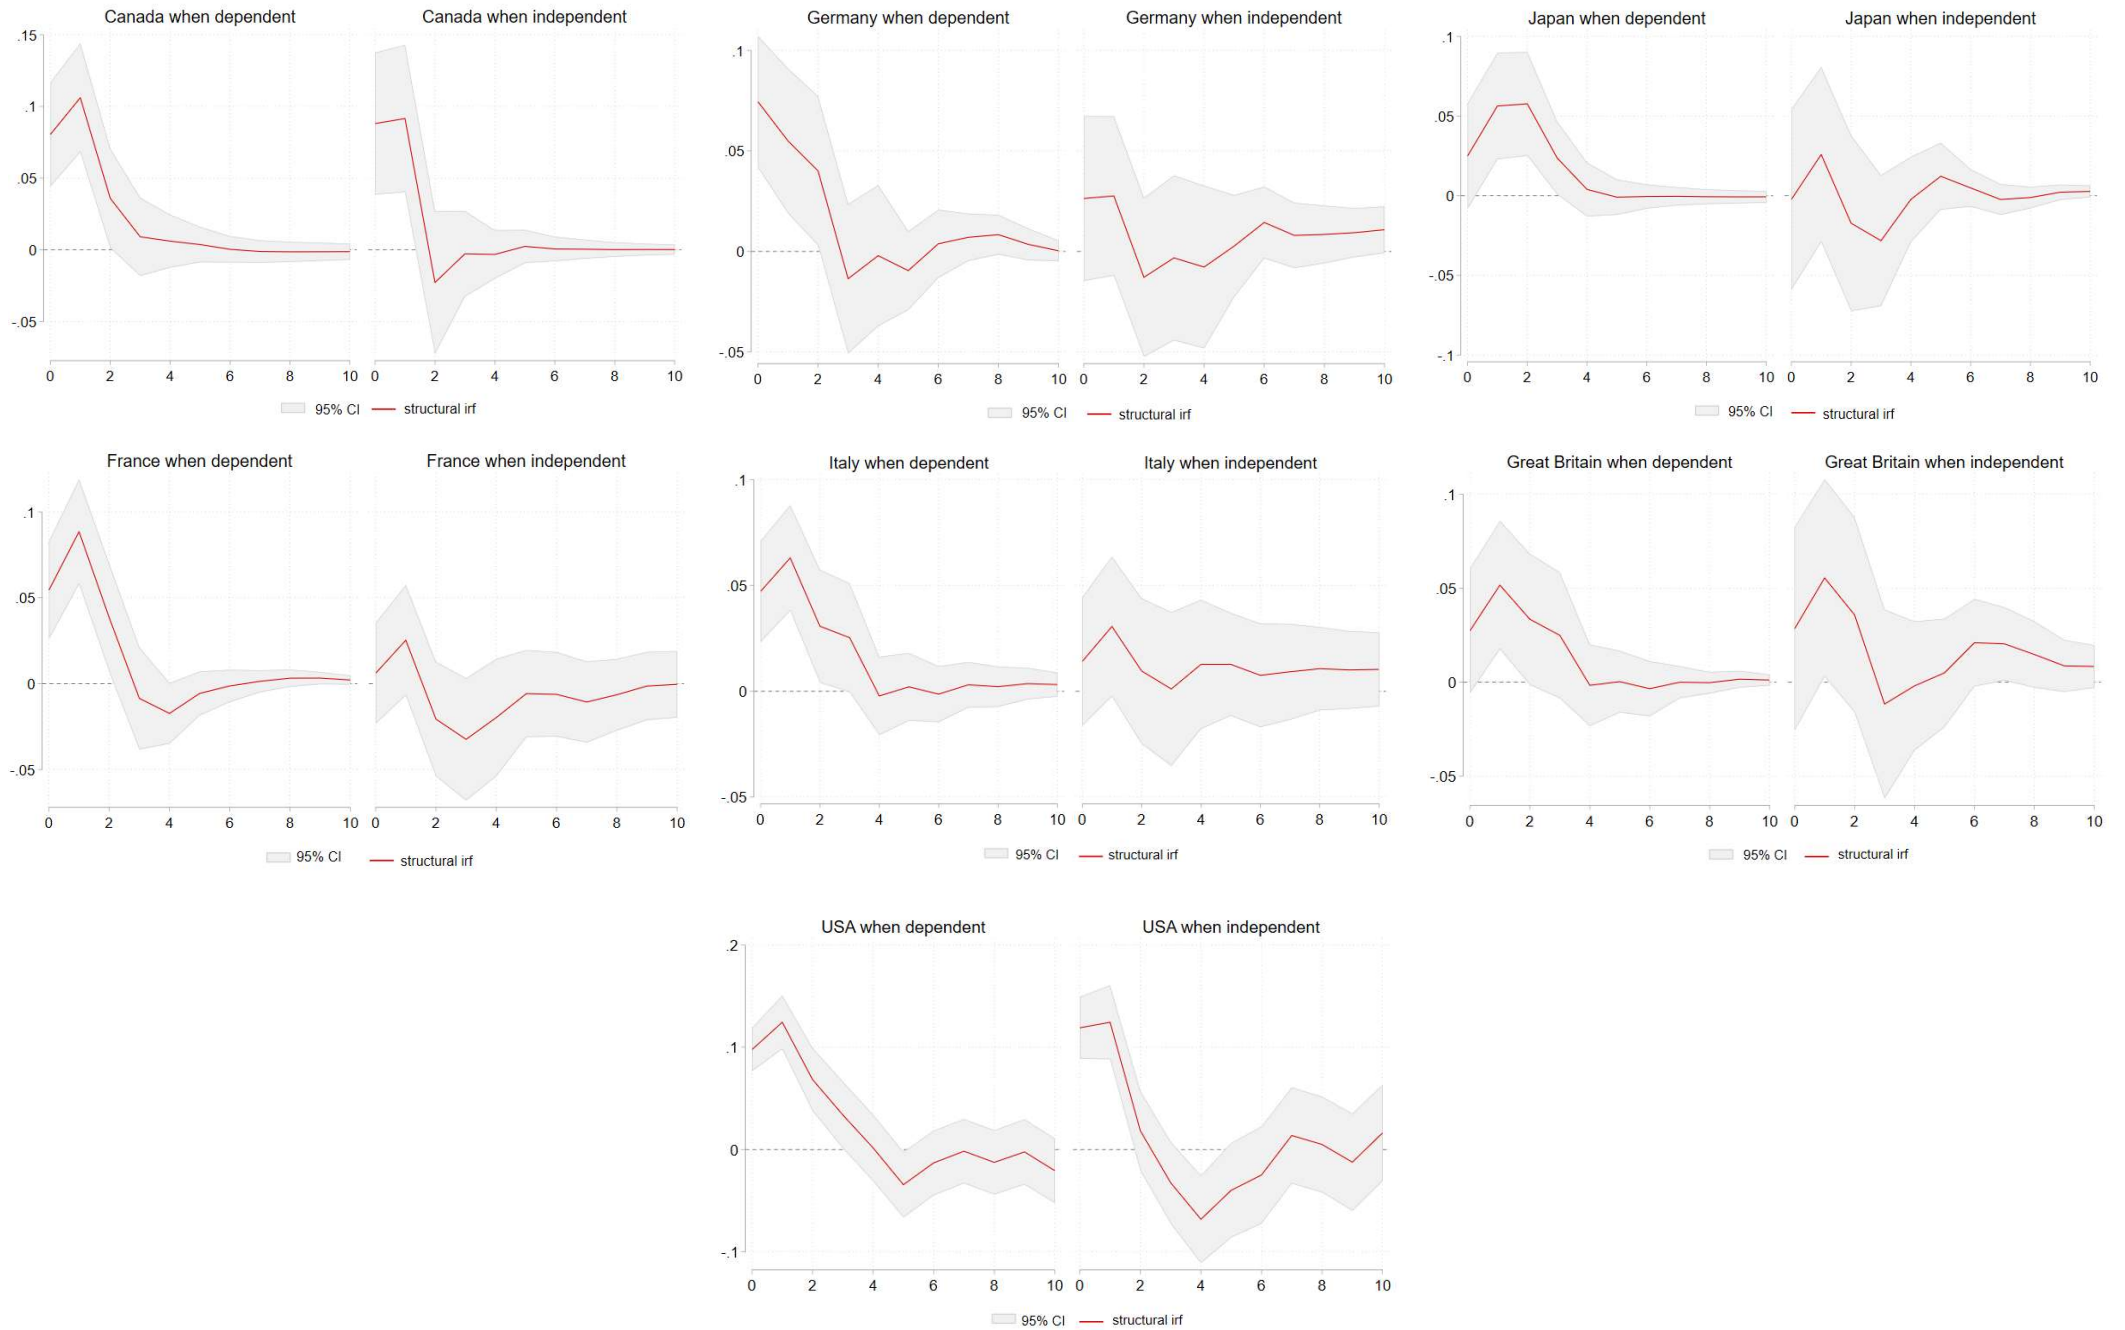 Canada when dependent
Canada when independent
.15
.1
.05
0
-.05
0 2 4 6 8 10
0 2 4 6 8 10
95% CI structural irf
Germany when dependent
Germany when independent
.1
.05
0
-.05
0 2 4 6 8 10
0 2 4 6 8 10
95% CI structural irf
Japan when dependent
Japan when independent
.1
.05
0
-.05
-.1
0 2 4 6 8 10
0 2 4 6 8 10
95% CI structural irf
France when dependent
France when independent
.1
.05
0
-.05
0 2 4 6 8 10
0 2 4 6 8 10
95% CI structural irf
Italy when dependent
Italy when independent
.1
.05
0
-.05
0 2 4 6 8 10
0 2 4 6 8 10
95% CI structural irf
Great Britain when dependent
Great Britain when independent
.1
.05
0
-.05
0 2 4 6 8 10
0 2 4 6 8 10
95% CI structural irf
USA when dependent
USA when independent
.2
.1
0
-.1
0 2 4 6 8 10
0 2 4 6 8 10
95% CI structural irf